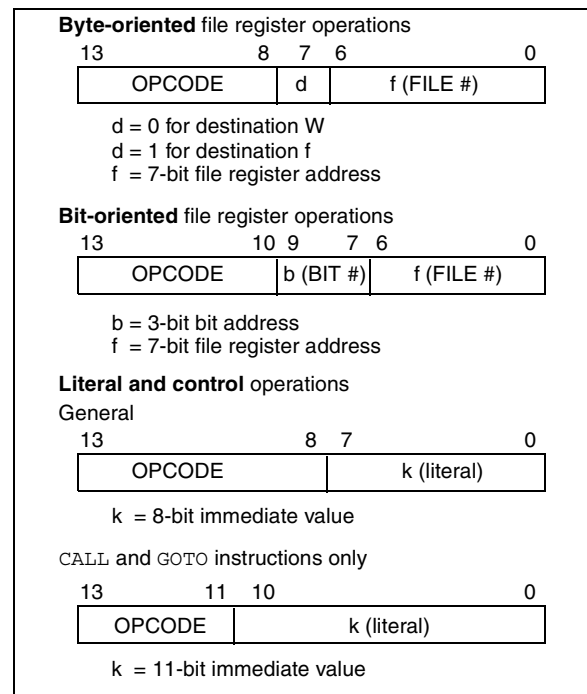 Byte-oriented file register operations
13 8 7 6 0
OPCODE d f (FILE #)
d = 0 for destination W
d = 1 for destination f
f = 7-bit file register address
Bit-oriented file register operations
13 10 9 7 6 0
OPCODE b (BIT #) f (FILE #)
b = 3-bit bit address
f = 7-bit file register address
Literal and control operations
General
13 8 7 0
OPCODE k (literal)
k = 8-bit immediate value
CALL and GOTO instructions only
13 11 10 0
OPCODE k (literal)
k = 11-bit immediate value